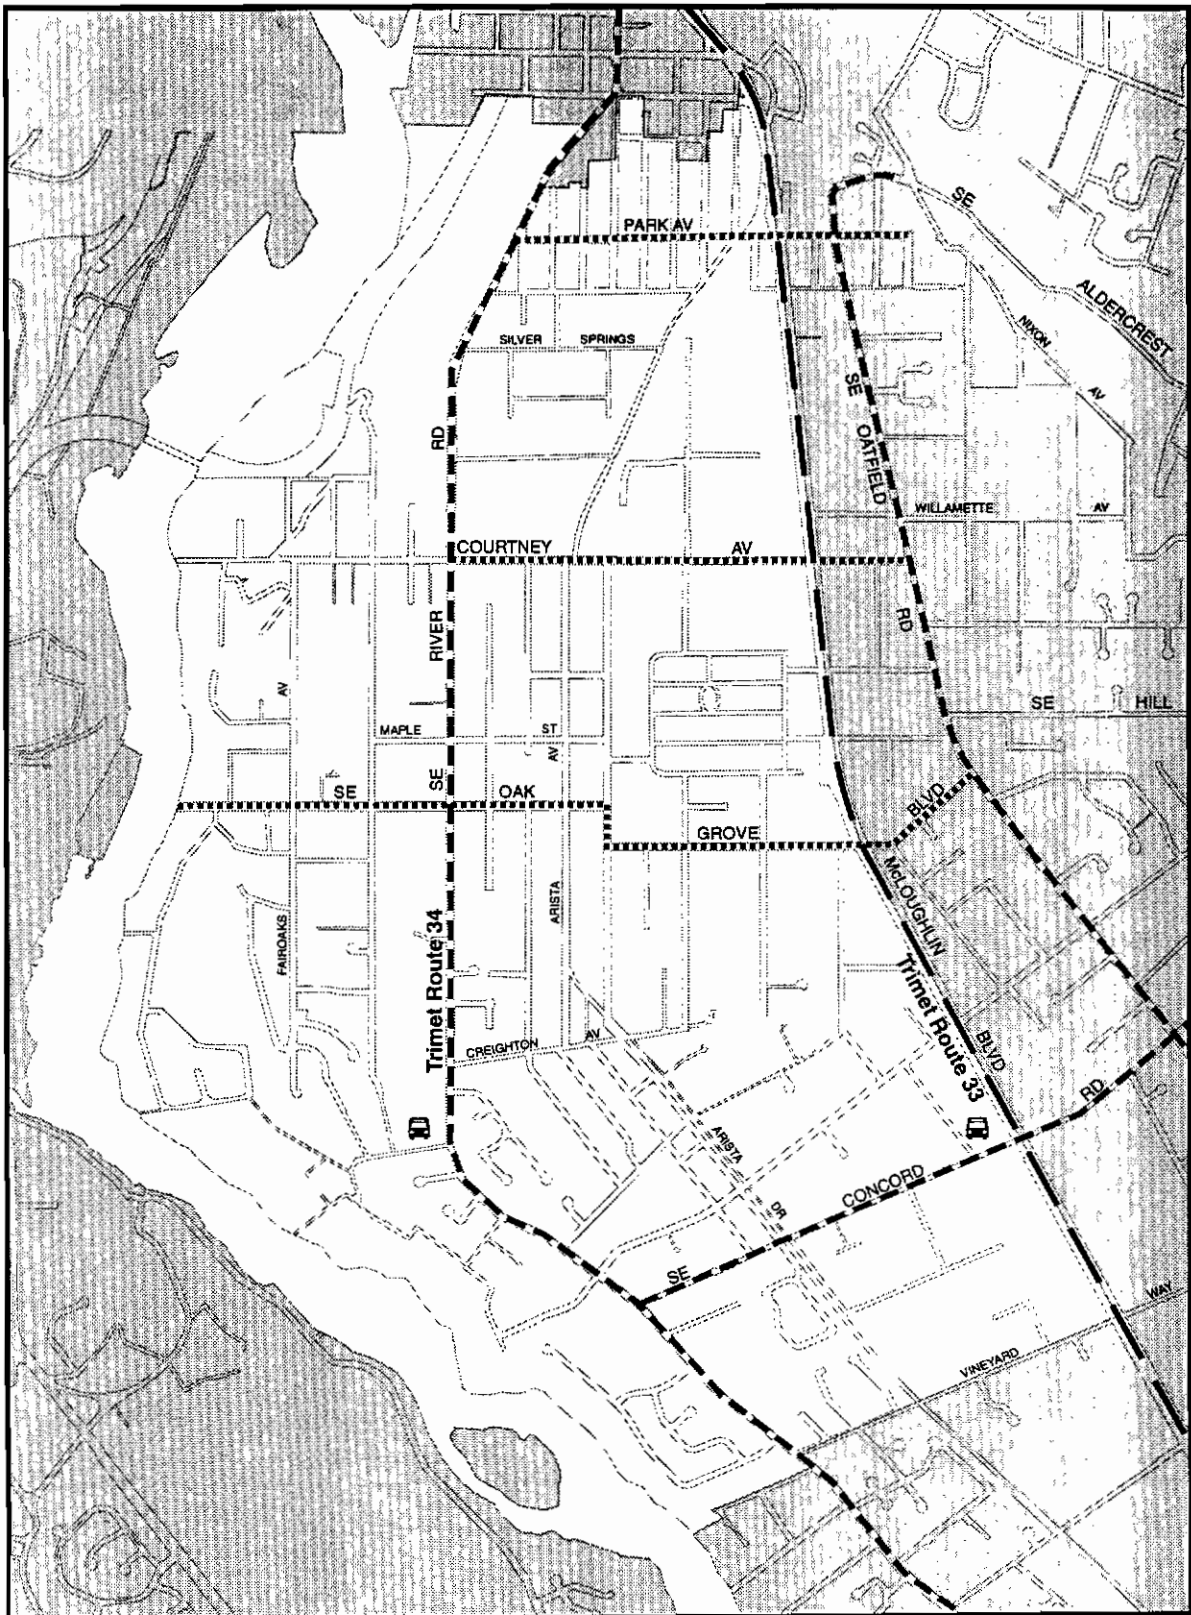 PARK AV
SE
ALDERCREST
SILVER SPRINGS
NIXON
AV
RD
SE
OATFIELD
WILLAMETTE AV
COURTNEY AV
RD
RIVER
AV
SE HILL
MAPLE ST
AV
SE
SE OAK
BLVD
GROVE
McLOUGHLIN
ARISTA
FAIROAKS
Trimet Route 34
Trimet Route 33
BLVD
CREIGHTON AV
RD
ARISTA
DR
CONCORD
SE
WAY
VINEYARD